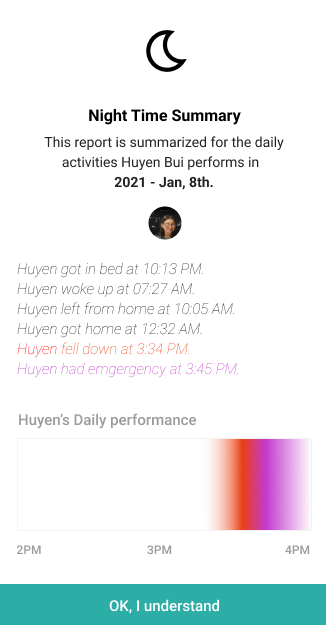 Night Time Summary
This report is summarized for the daily
activities Huyen Bui performs in
2021 - Jan, 8th.
Huyen got in bed at 10:13 PM.
Huyen woke up at 07:27 AM.
Huyen left from home at 10:05 AM.
Huyen got home at 12:32 AM.
Huyen fell down at 3:34 PM.
Huyen had emgergency at 3:45 PM.
Huyen's Daily performance
2PM 3PM 4PM
OK, I understand